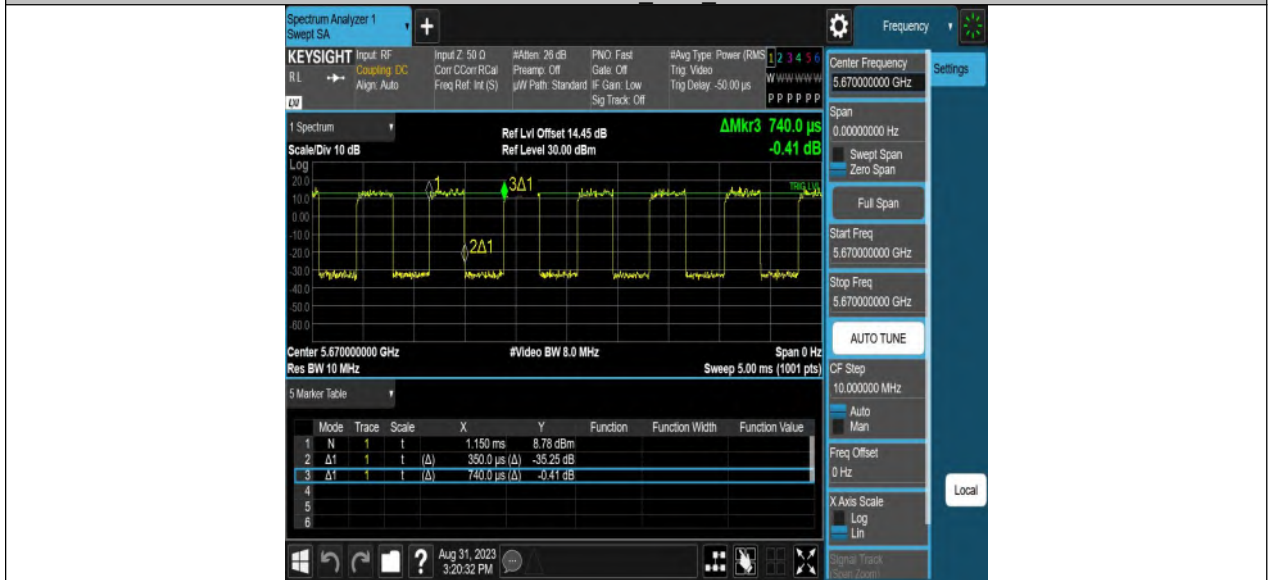 Spectrum Analyzer 1
Swept SA
+
Frequency
KEYSIGHT Input: RF Input Z: 50 Ω #Atten: 26 dB PNO: Fast #Avg Type: Power (RMS 1 2 3 4 5 6
RL Coupling: DC Corr CCorr RCal Preamp: Off Gate: Off Trig: Video W W W W W W
Align: Auto Freq Ref: Int (S) µW Path: Standard IF Gain: Low Trig Delay: -50.00 µs
LXI Sig Track: Off P P P P P P
1 Spectrum
Ref Lvl Offset 14.45 dB
ΔMkr3 740.0 µs
Scale/Div 10 dB
Ref Level 30.00 dBm
-0.41 dB
Log
20.0
10.0
0.00
-10.0
-20.0
-30.0
-40.0
-50.0
-60.0
1
3Δ1
2Δ1
TRIG LVL
Center 5.670000000 GHz #Video BW 8.0 MHz Span 0 Hz
Res BW 10 MHz Sweep 5.00 ms (1001 pts)
5 Marker Table
Mode Trace Scale X Y Function Function Width Function Value
1 N 1 t 1.150 ms 8.78 dBm
2 Δ1 1 t (Δ) 350.0 µs (Δ) -35.25 dB
3 Δ1 1 t (Δ) 740.0 µs (Δ) -0.41 dB
4
5
6
?
Aug 31, 2023
3:20:32 PM
Center Frequency
5.670000000 GHz
Settings
Span
0.00000000 Hz
Swept Span
Zero Span
Full Span
Start Freq
5.670000000 GHz
Stop Freq
5.670000000 GHz
AUTO TUNE
CF Step
10.000000 MHz
Auto
Man
Freq Offset
0 Hz
X Axis Scale
Log
Lin
Local
Signal Track
(Span Zoom)